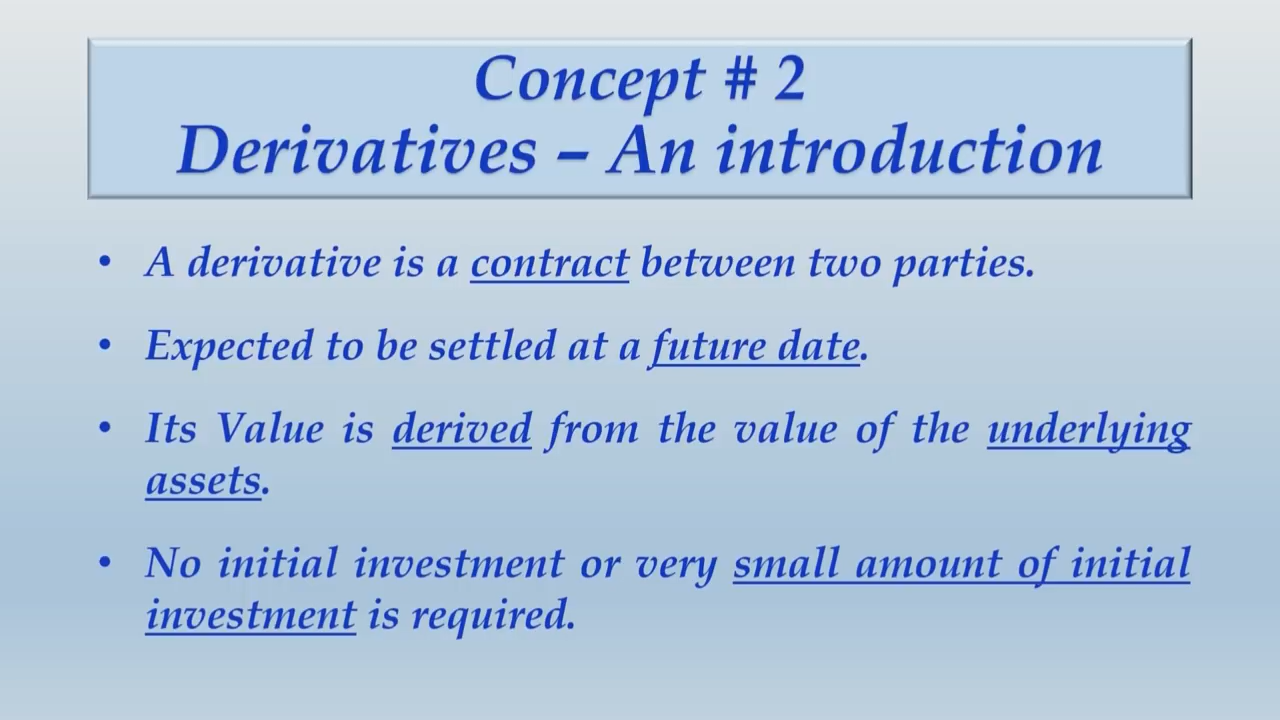 Concept # 2
Derivatives – An introduction
• A derivative is a contract between two parties.
• Expected to be settled at a future date.
• Its Value is derived from the value of the underlying
assets.
• No initial investment or very small amount of initial
investment is required.